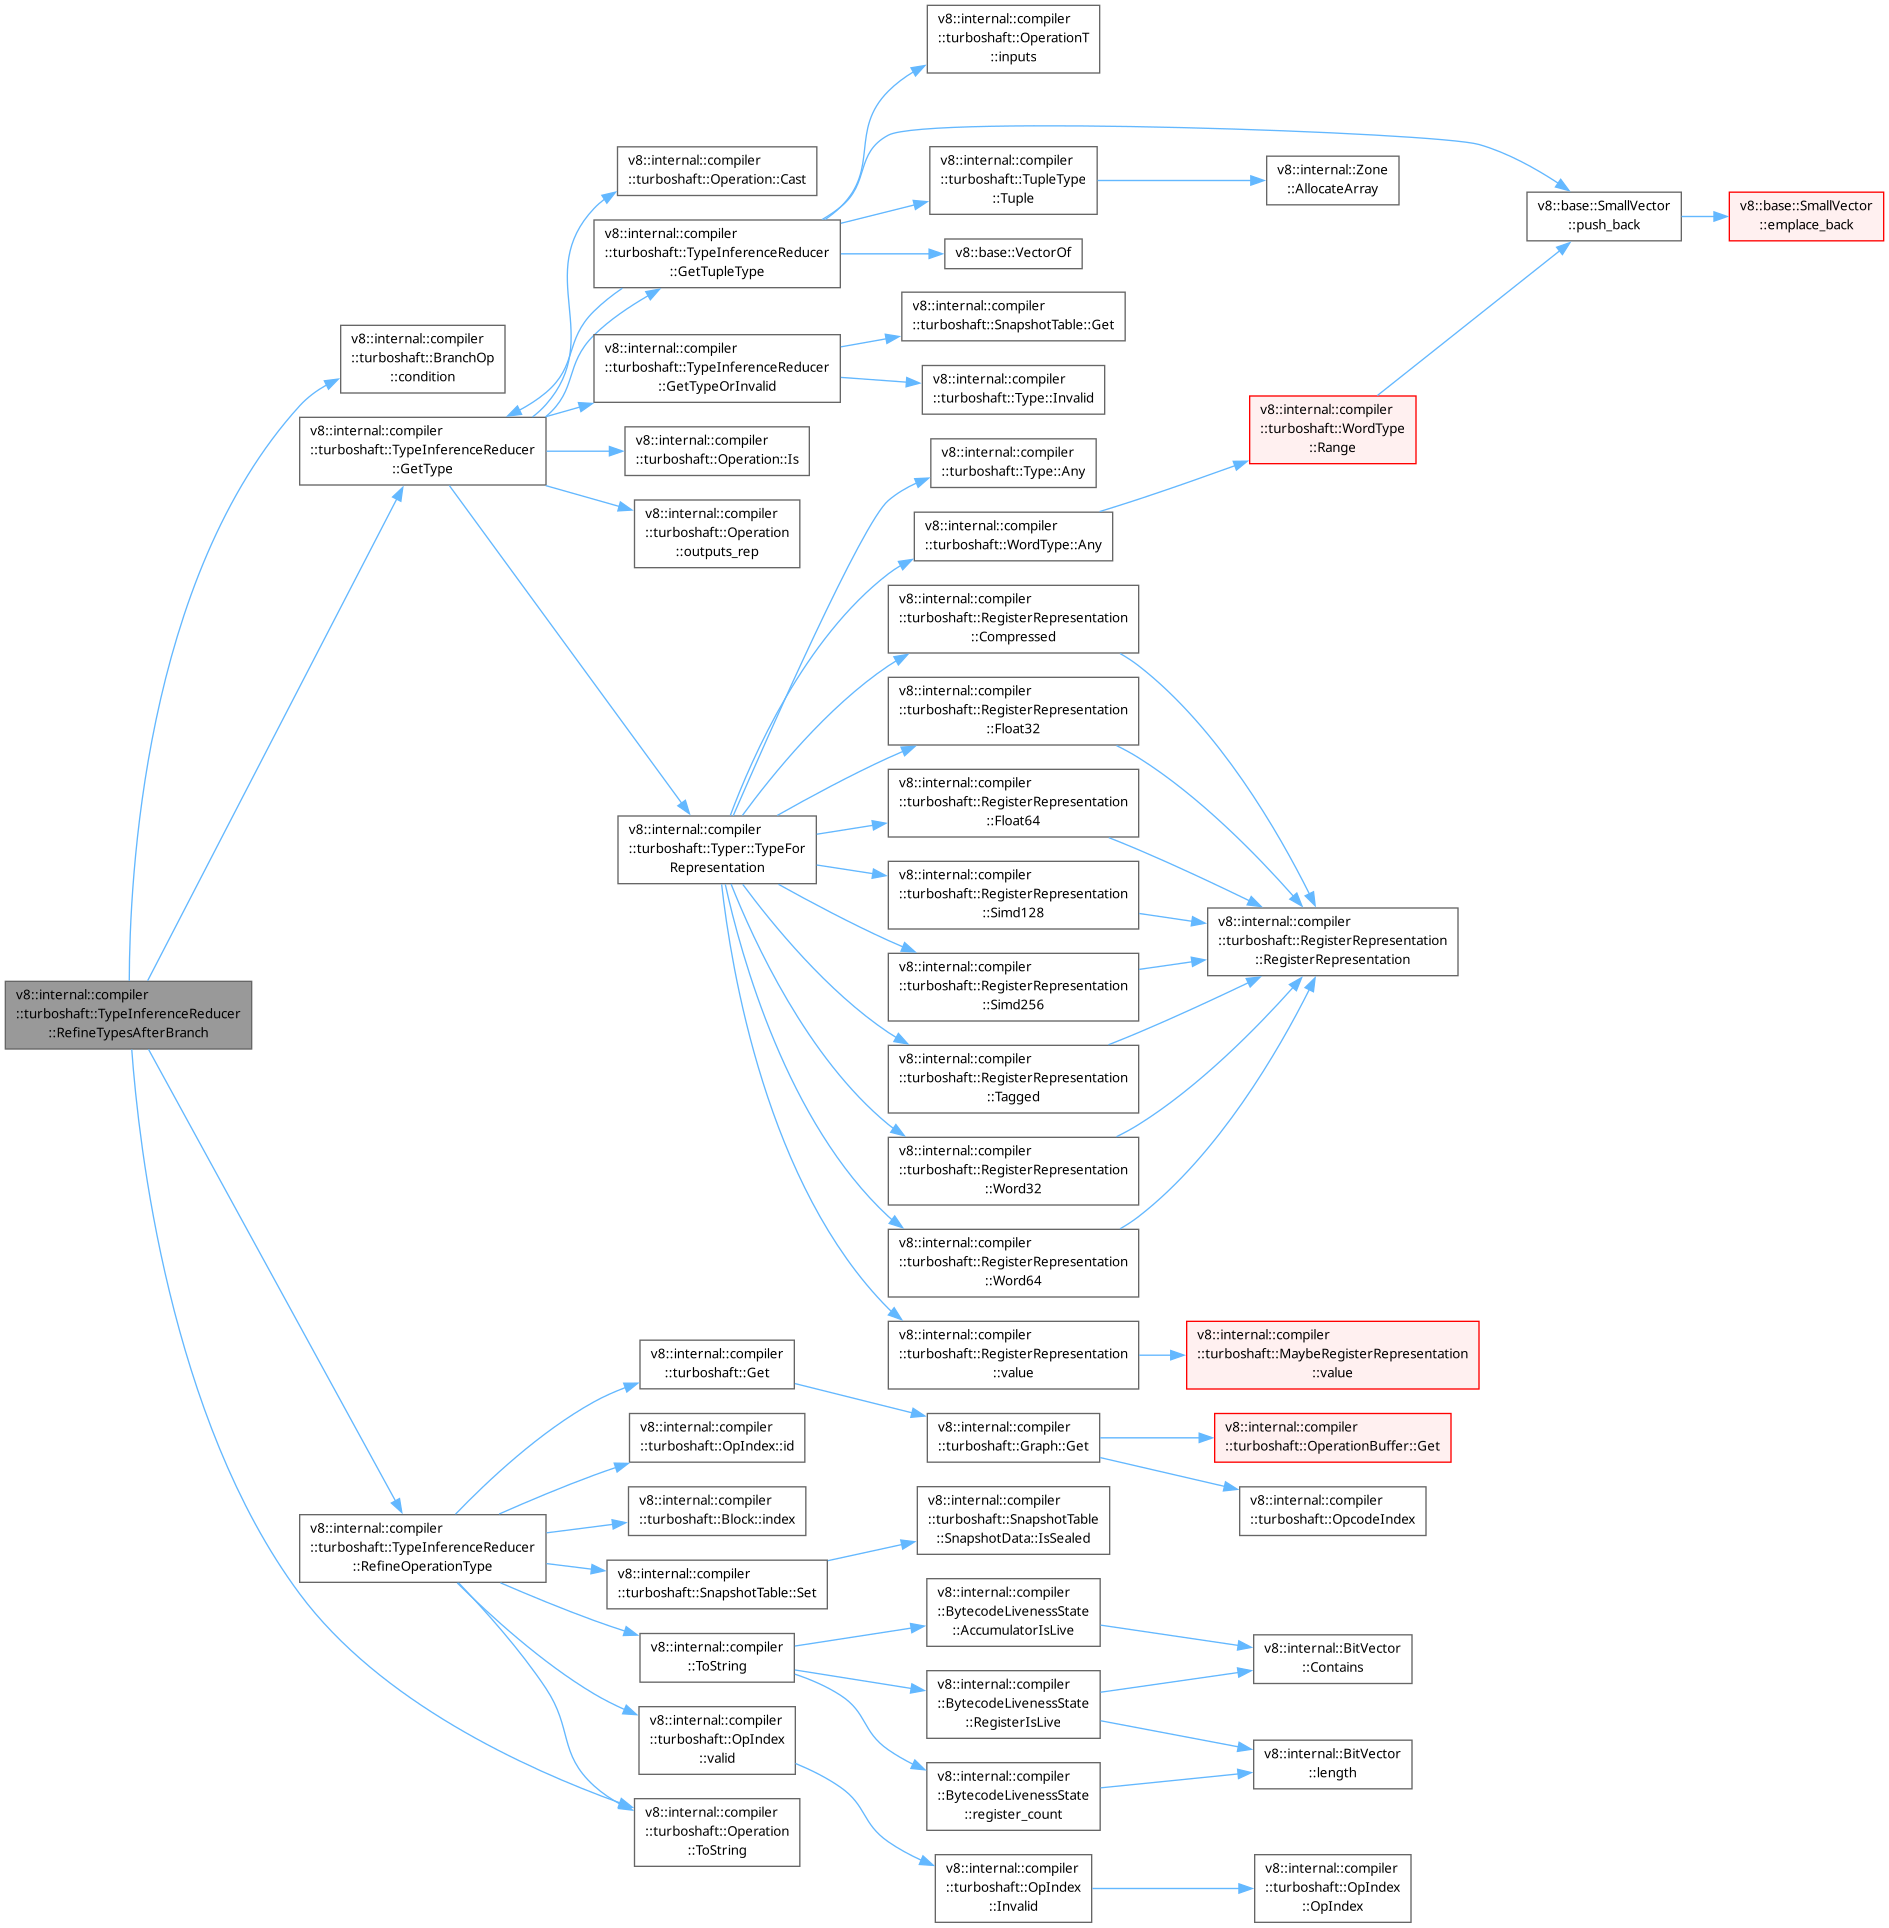 v8::internal::compiler
::turboshaft::TypeInferenceReducer
::RefineTypesAfterBranch
v8::internal::compiler
::turboshaft::BranchOp
::condition
v8::internal::compiler
::turboshaft::TypeInferenceReducer
::GetType
v8::internal::compiler
::turboshaft::TypeInferenceReducer
::RefineOperationType
v8::internal::compiler
::turboshaft::Operation::Cast
v8::internal::compiler
::turboshaft::TypeInferenceReducer
::GetTupleType
v8::internal::compiler
::turboshaft::TypeInferenceReducer
::GetTypeOrInvalid
v8::internal::compiler
::turboshaft::Operation::Is
v8::internal::compiler
::turboshaft::Operation
::outputs_rep
v8::internal::compiler
::turboshaft::Typer::TypeFor
Representation
v8::internal::compiler
::turboshaft::Get
v8::internal::compiler
::turboshaft::OpIndex::id
v8::internal::compiler
::turboshaft::Block::index
v8::internal::compiler
::turboshaft::SnapshotTable::Set
v8::internal::compiler
::ToString
v8::internal::compiler
::turboshaft::OpIndex
::valid
v8::internal::compiler
::turboshaft::Operation
::ToString
v8::internal::compiler
::turboshaft::OperationT
::inputs
v8::internal::compiler
::turboshaft::TupleType
::Tuple
v8::base::VectorOf
v8::internal::compiler
::turboshaft::SnapshotTable::Get
v8::internal::compiler
::turboshaft::Type::Invalid
v8::internal::compiler
::turboshaft::Type::Any
v8::internal::compiler
::turboshaft::WordType::Any
v8::internal::compiler
::turboshaft::RegisterRepresentation
::Compressed
v8::internal::compiler
::turboshaft::RegisterRepresentation
::Float32
v8::internal::compiler
::turboshaft::RegisterRepresentation
::Float64
v8::internal::compiler
::turboshaft::RegisterRepresentation
::Simd128
v8::internal::compiler
::turboshaft::RegisterRepresentation
::Simd256
v8::internal::compiler
::turboshaft::RegisterRepresentation
::Tagged
v8::internal::compiler
::turboshaft::RegisterRepresentation
::Word32
v8::internal::compiler
::turboshaft::RegisterRepresentation
::Word64
v8::internal::compiler
::turboshaft::RegisterRepresentation
::value
v8::internal::compiler
::turboshaft::Graph::Get
v8::internal::compiler
::turboshaft::SnapshotTable
::SnapshotData::IsSealed
v8::internal::compiler
::BytecodeLivenessState
::AccumulatorIsLive
v8::internal::compiler
::BytecodeLivenessState
::RegisterIsLive
v8::internal::compiler
::BytecodeLivenessState
::register_count
v8::internal::compiler
::turboshaft::OpIndex
::Invalid
v8::internal::Zone
::AllocateArray
v8::internal::compiler
::turboshaft::WordType
::Range
v8::internal::compiler
::turboshaft::RegisterRepresentation
::RegisterRepresentation
v8::internal::compiler
::turboshaft::MaybeRegisterRepresentation
::value
v8::internal::compiler
::turboshaft::OperationBuffer::Get
v8::internal::compiler
::turboshaft::OpcodeIndex
v8::internal::BitVector
::Contains
v8::internal::BitVector
::length
v8::internal::compiler
::turboshaft::OpIndex
::OpIndex
v8::base::SmallVector
::push_back
v8::base::SmallVector
::emplace_back